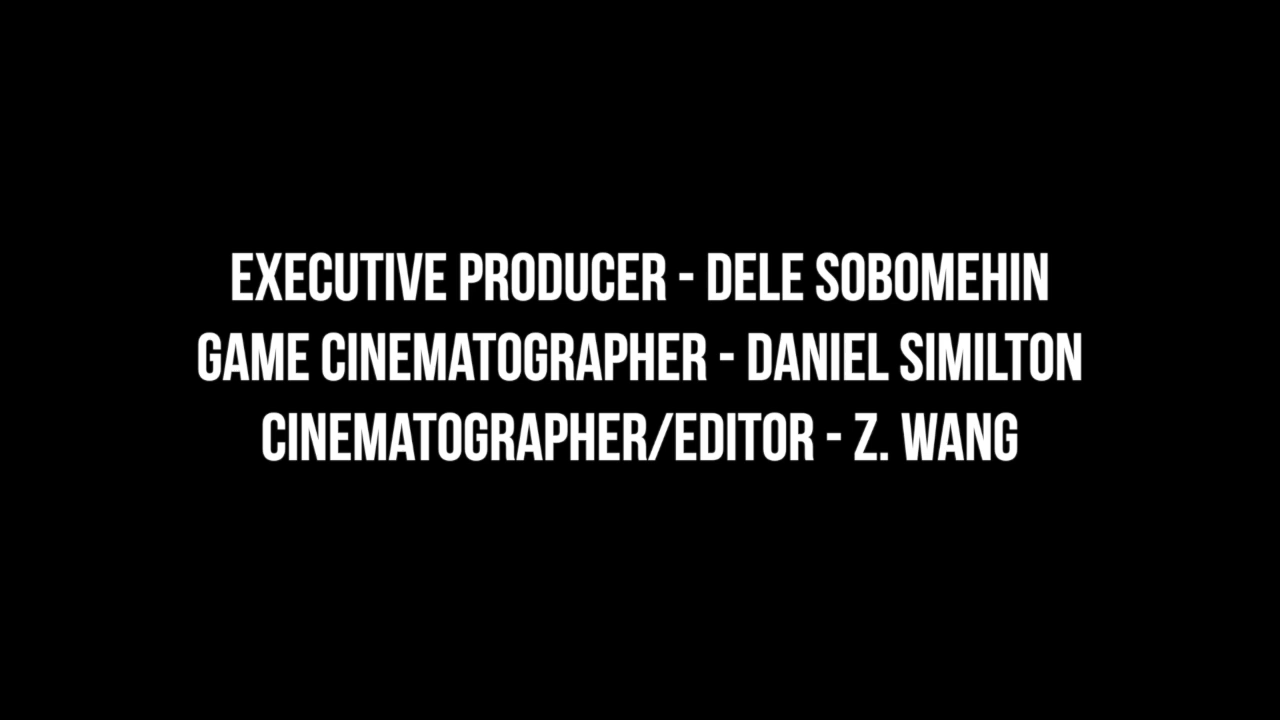 EXECUTIVE PRODUCER - DELE SOBOMEHIN
GAME CINEMATOGRAPHER - DANIEL SIMILTON
CINEMATOGRAPHER/EDITOR - Z. WANG